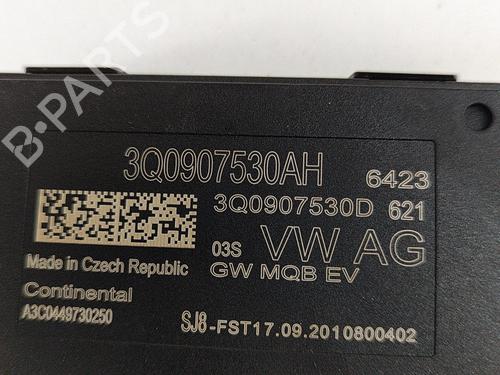 B-PARTS
3Q0907530AH 6423
3Q0907530D 621
03S VW AG
Made in Czech Republic GW MQB EV
Continental
A3C0449730250 SJ8-FST17.09.2010800402